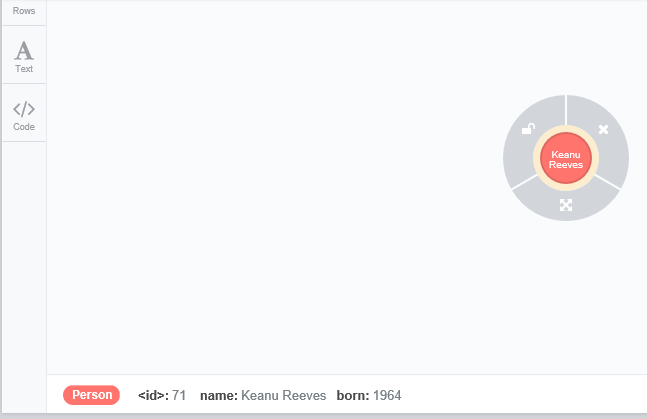 Rows
A
Text
</>
Code
Keanu
Reeves
Person <id>: 71 name: Keanu Reeves born: 1964